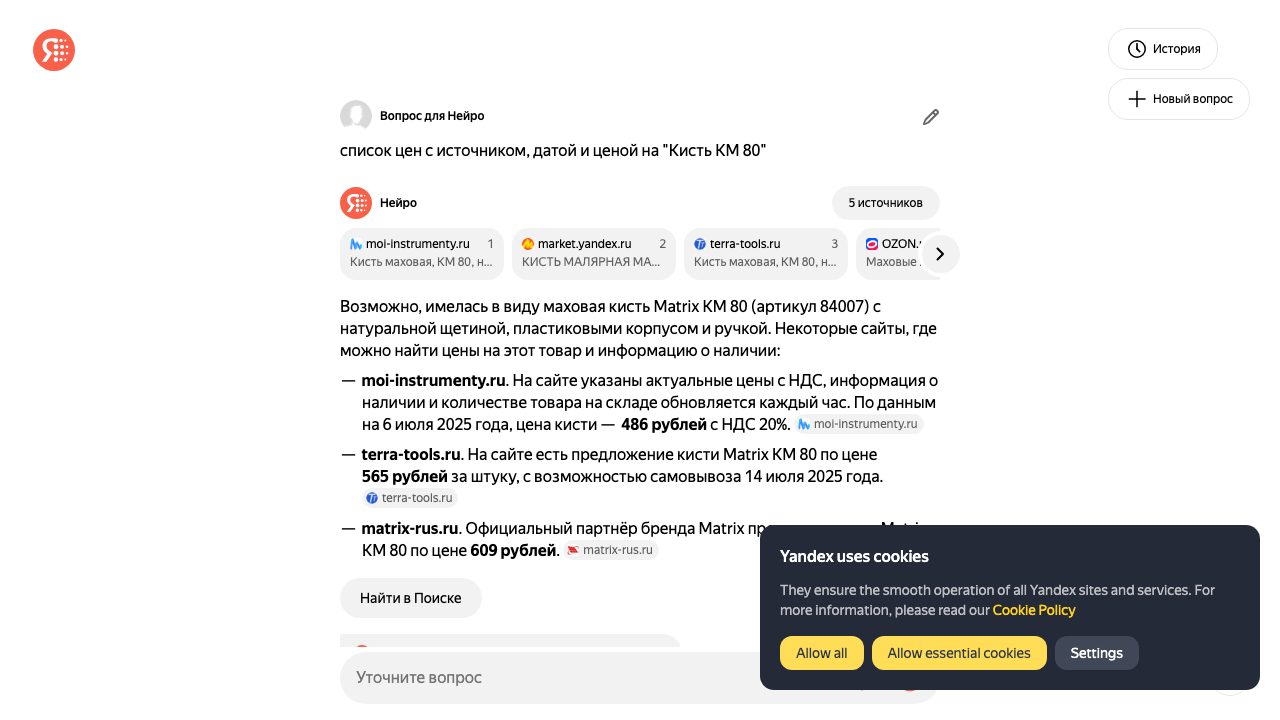 История
Новый вопрос
Вопрос для Нейро
список цен с источником, датой и ценой на "Кисть КМ 80"
Нейро
5 источников
moi-instrumenty.ru 1
Кисть маховая, КМ 80, н...
market.yandex.ru 2
КИСТЬ МАЛЯРНАЯ МА...
terra-tools.ru 3
Кисть маховая, КМ 80, н...
OZON.
Маховые
Возможно, имелась в виду маховая кисть Matrix КМ 80 (артикул 84007) с
натуральной щетиной, пластиковыми корпусом и ручкой. Некоторые сайты, где
можно найти цены на этот товар и информацию о наличии:
— moi-instrumenty.ru. На сайте указаны актуальные цены с НДС, информация о
наличии и количестве товара на складе обновляется каждый час. По данным
на 6 июля 2025 года, цена кисти — 486 рублей с НДС 20%. moi-instrumenty.ru
— terra-tools.ru. На сайте есть предложение кисти Matrix КМ 80 по цене
565 рублей за штуку, с возможностью самовывоза 14 июля 2025 года.
terra-tools.ru
— matrix-rus.ru. Официальный партнёр бренда Matrix
КМ 80 по цене 609 рублей. matrix-rus.ru
Найти в Поиске
Уточните вопрос
Yandex uses cookies
They ensure the smooth operation of all Yandex sites and services. For
more information, please read our Cookie Policy
Allow all
Allow essential cookies
Settings